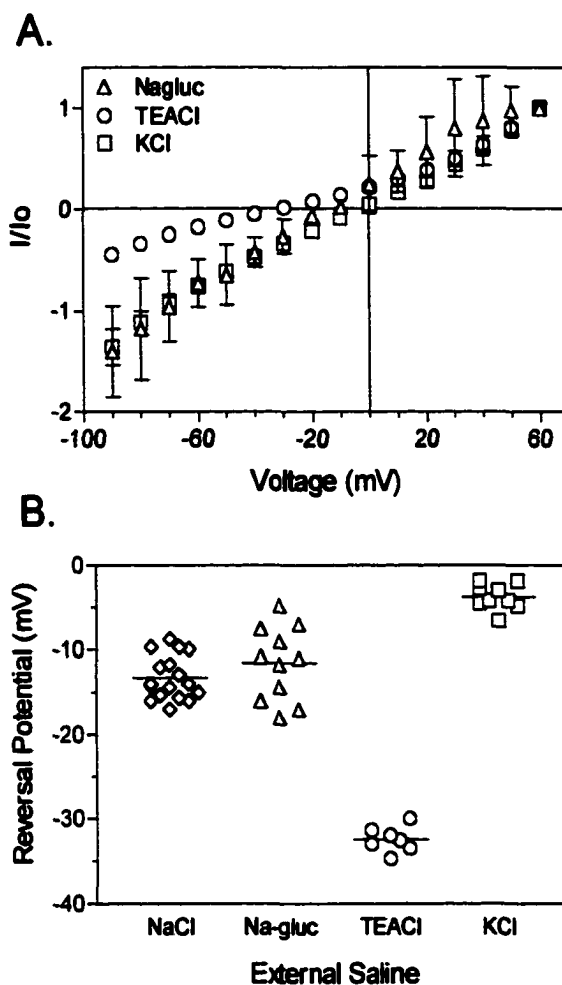 A.
Nagluc
TEACl
KCl
I/Io
1
0
-1
-2
-100 -60 -20 20 60
Voltage (mV)
B.
Reversal Potential (mV)
0
-10
-20
-30
-40
NaCl Na-gluc TEACl KCl
External Saline